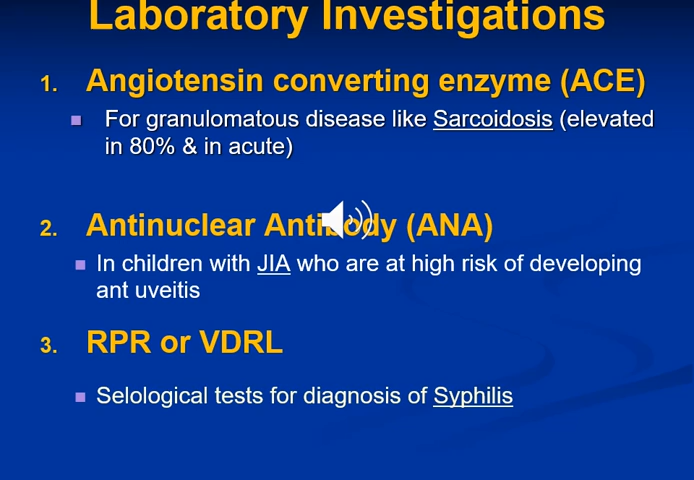 Laboratory Investigations
1. Angiotensin converting enzyme (ACE)
For granulomatous disease like Sarcoidosis (elevated
in 80% & in acute)
2. Antinuclear Antibody (ANA)
In children with JIA who are at high risk of developing
ant uveitis
3. RPR or VDRL
Selological tests for diagnosis of Syphilis